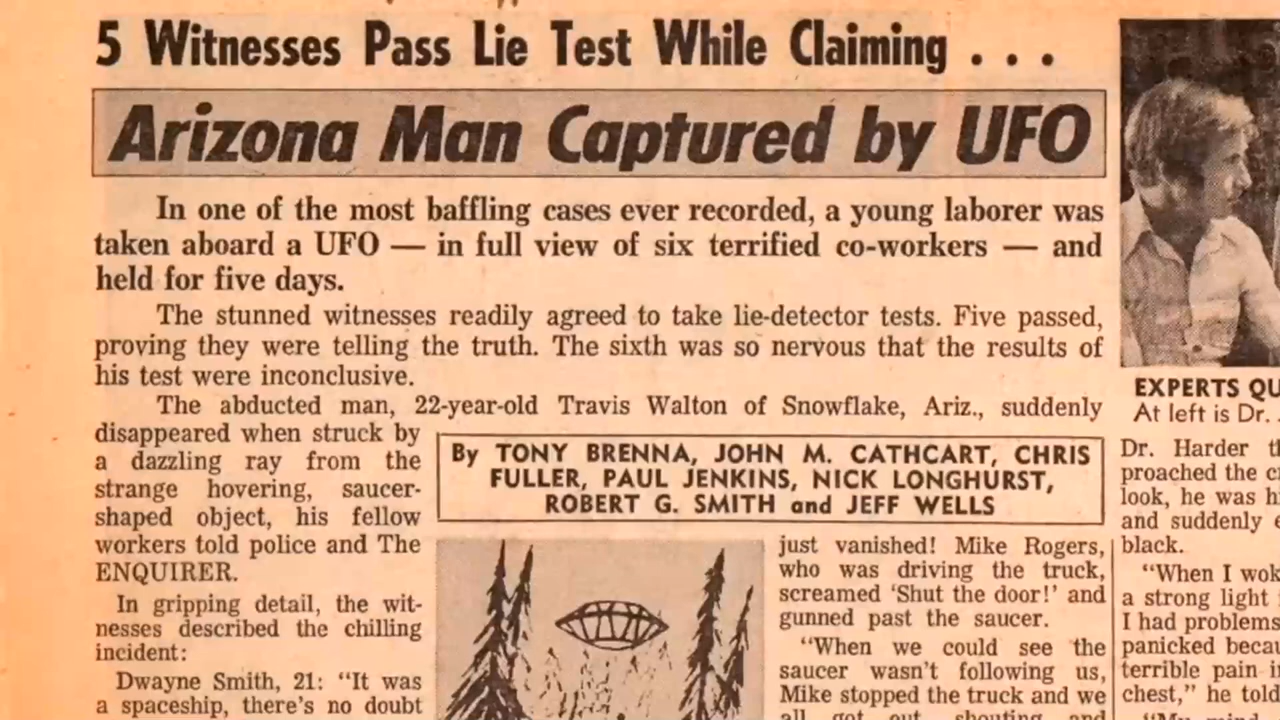 5 Witnesses Pass Lie Test While Claiming . . .
Arizona Man Captured by UFO
In one of the most baffling cases ever recorded, a young laborer was
taken aboard a UFO — in full view of six terrified co-workers — and
held for five days.
The stunned witnesses readily agreed to take lie-detector tests. Five passed,
proving they were telling the truth. The sixth was so nervous that the results of
his test were inconclusive.
The abducted man, 22-year-old Travis Walton of Snowflake, Ariz., suddenly
disappeared when struck by
a dazzling ray from the
strange hovering, saucer-
shaped object, his fellow
workers told police and The
ENQUIRER.
In gripping detail, the wit-
nesses described the chilling
incident:
Dwayne Smith, 21: “It was
a spaceship, there's no doubt
By TONY BRENNA, JOHN M. CATHCART, CHRIS
FULLER, PAUL JENKINS, NICK LONGHURST,
ROBERT G. SMITH and JEFF WELLS
just vanished! Mike Rogers,
who was driving the truck,
screamed ‘Shut the door!’ and
gunned past the saucer.
“When we could see the
saucer wasn't following us,
Mike stopped the truck and we
all got out, shouting and
EXPERTS QU
At left is Dr.
Dr. Harder th
proached the
look, he was h
and suddenly
black.
“When I wok
a strong light
I had problems
panicked becau
terrible pain i
chest,” he told
“My mind